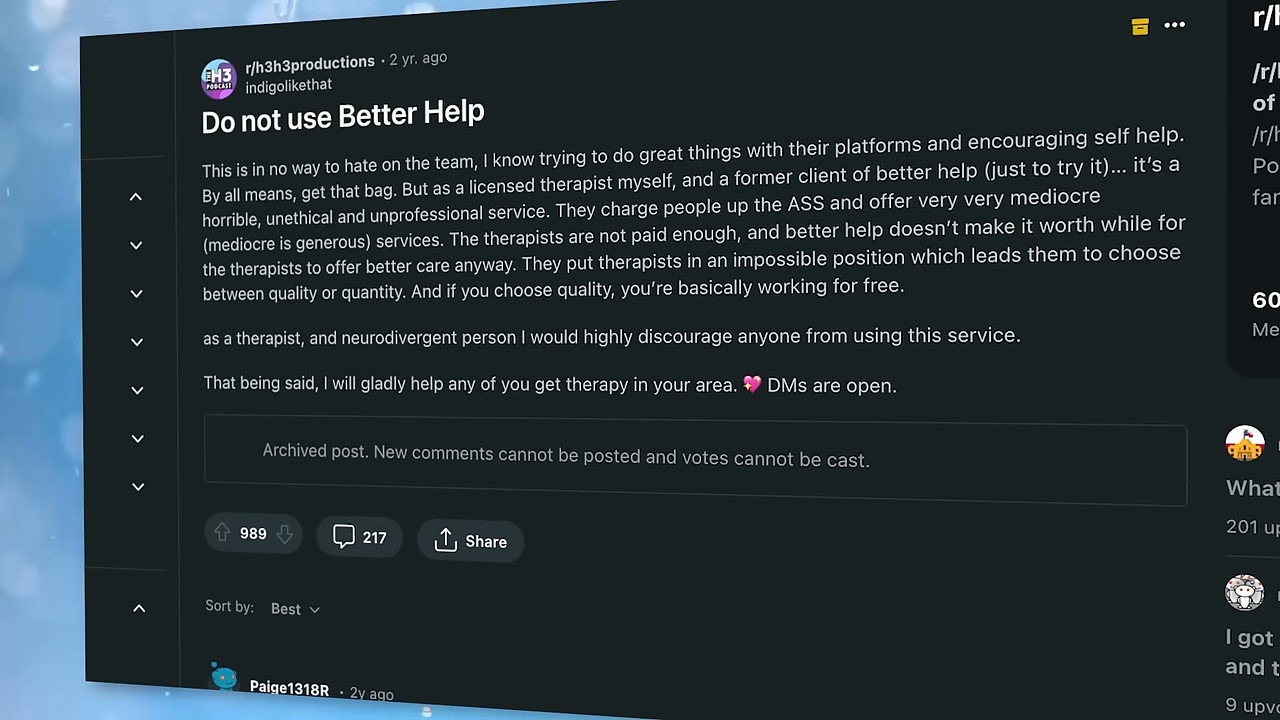 r/h3h3productions · 2 yr. ago
indigolikethat
H3
PODCAST
Do not use Better Help
This is in no way to hate on the team, I know trying to do great things with their platforms and encouraging self help.
By all means, get that bag. But as a licensed therapist myself, and a former client of better help (just to try it)... it's a
horrible, unethical and unprofessional service. They charge people up the ASS and offer very very mediocre
(mediocre is generous) services. The therapists are not paid enough, and better help doesn't make it worth while for
the therapists to offer better care anyway. They put therapists in an impossible position which leads them to choose
between quality or quantity. And if you choose quality, you're basically working for free.
as a therapist, and neurodivergent person I would highly discourage anyone from using this service.
That being said, I will gladly help any of you get therapy in your area. 💖 DMs are open.
Archived post. New comments cannot be posted and votes cannot be cast.
989
217
Share
Sort by: Best
Paige1318R · 2y ago
r/h
/r/
of
/r/h
Po
far
60
Me
What
201 up
I got
and t
9 upvo